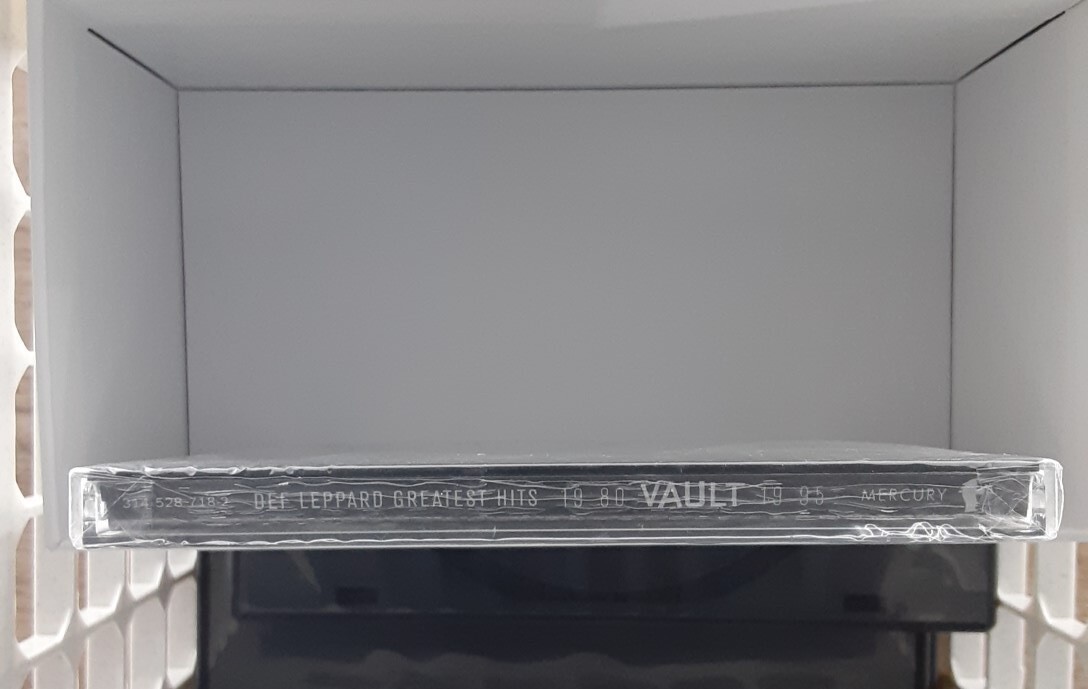 314 528 718-2 DEF LEPPARD GREATEST HITS 19 80 VAULT 19 95 MERCURY